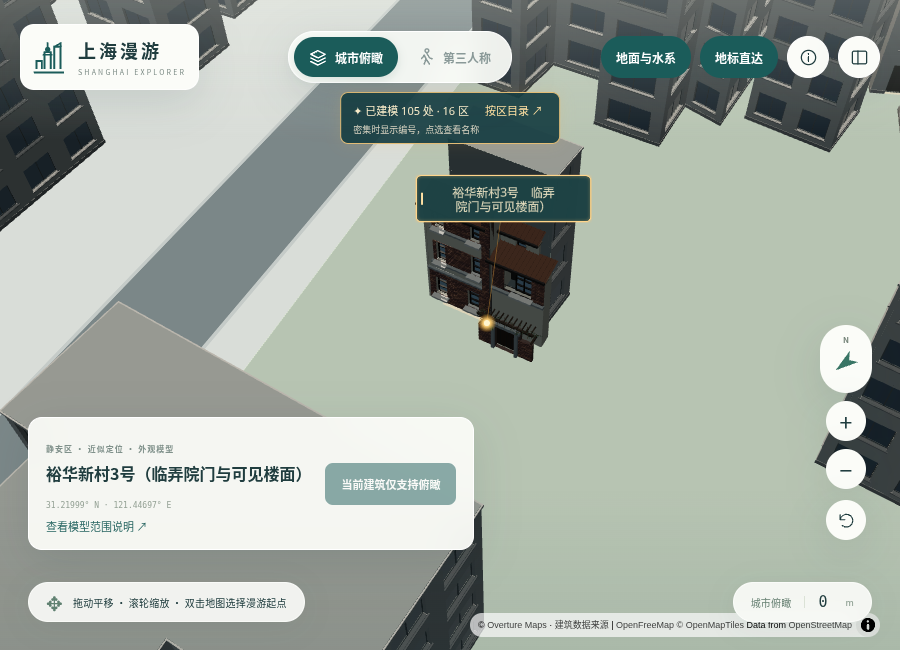 上海漫游
SHANGHAI EXPLORER
城市俯瞰
第三人称
地面与水系
地标直达
✦ 已建模 105 处 · 16 区 按区目录 ↗
密集时显示编号，点选查看名称
裕华新村3号 临弄
院门与可见楼面）
N
静安区 · 近似定位 · 外观模型
裕华新村3号（临弄院门与可见楼面）
当前建筑仅支持俯瞰
31.21999° N · 121.44697° E
查看模型范围说明 ↗
拖动平移 · 滚轮缩放 · 双击地图选择漫游起点
城市俯瞰 0 m
© Overture Maps · 建筑数据来源 | OpenFreeMap © OpenMapTiles Data from OpenStreetMap